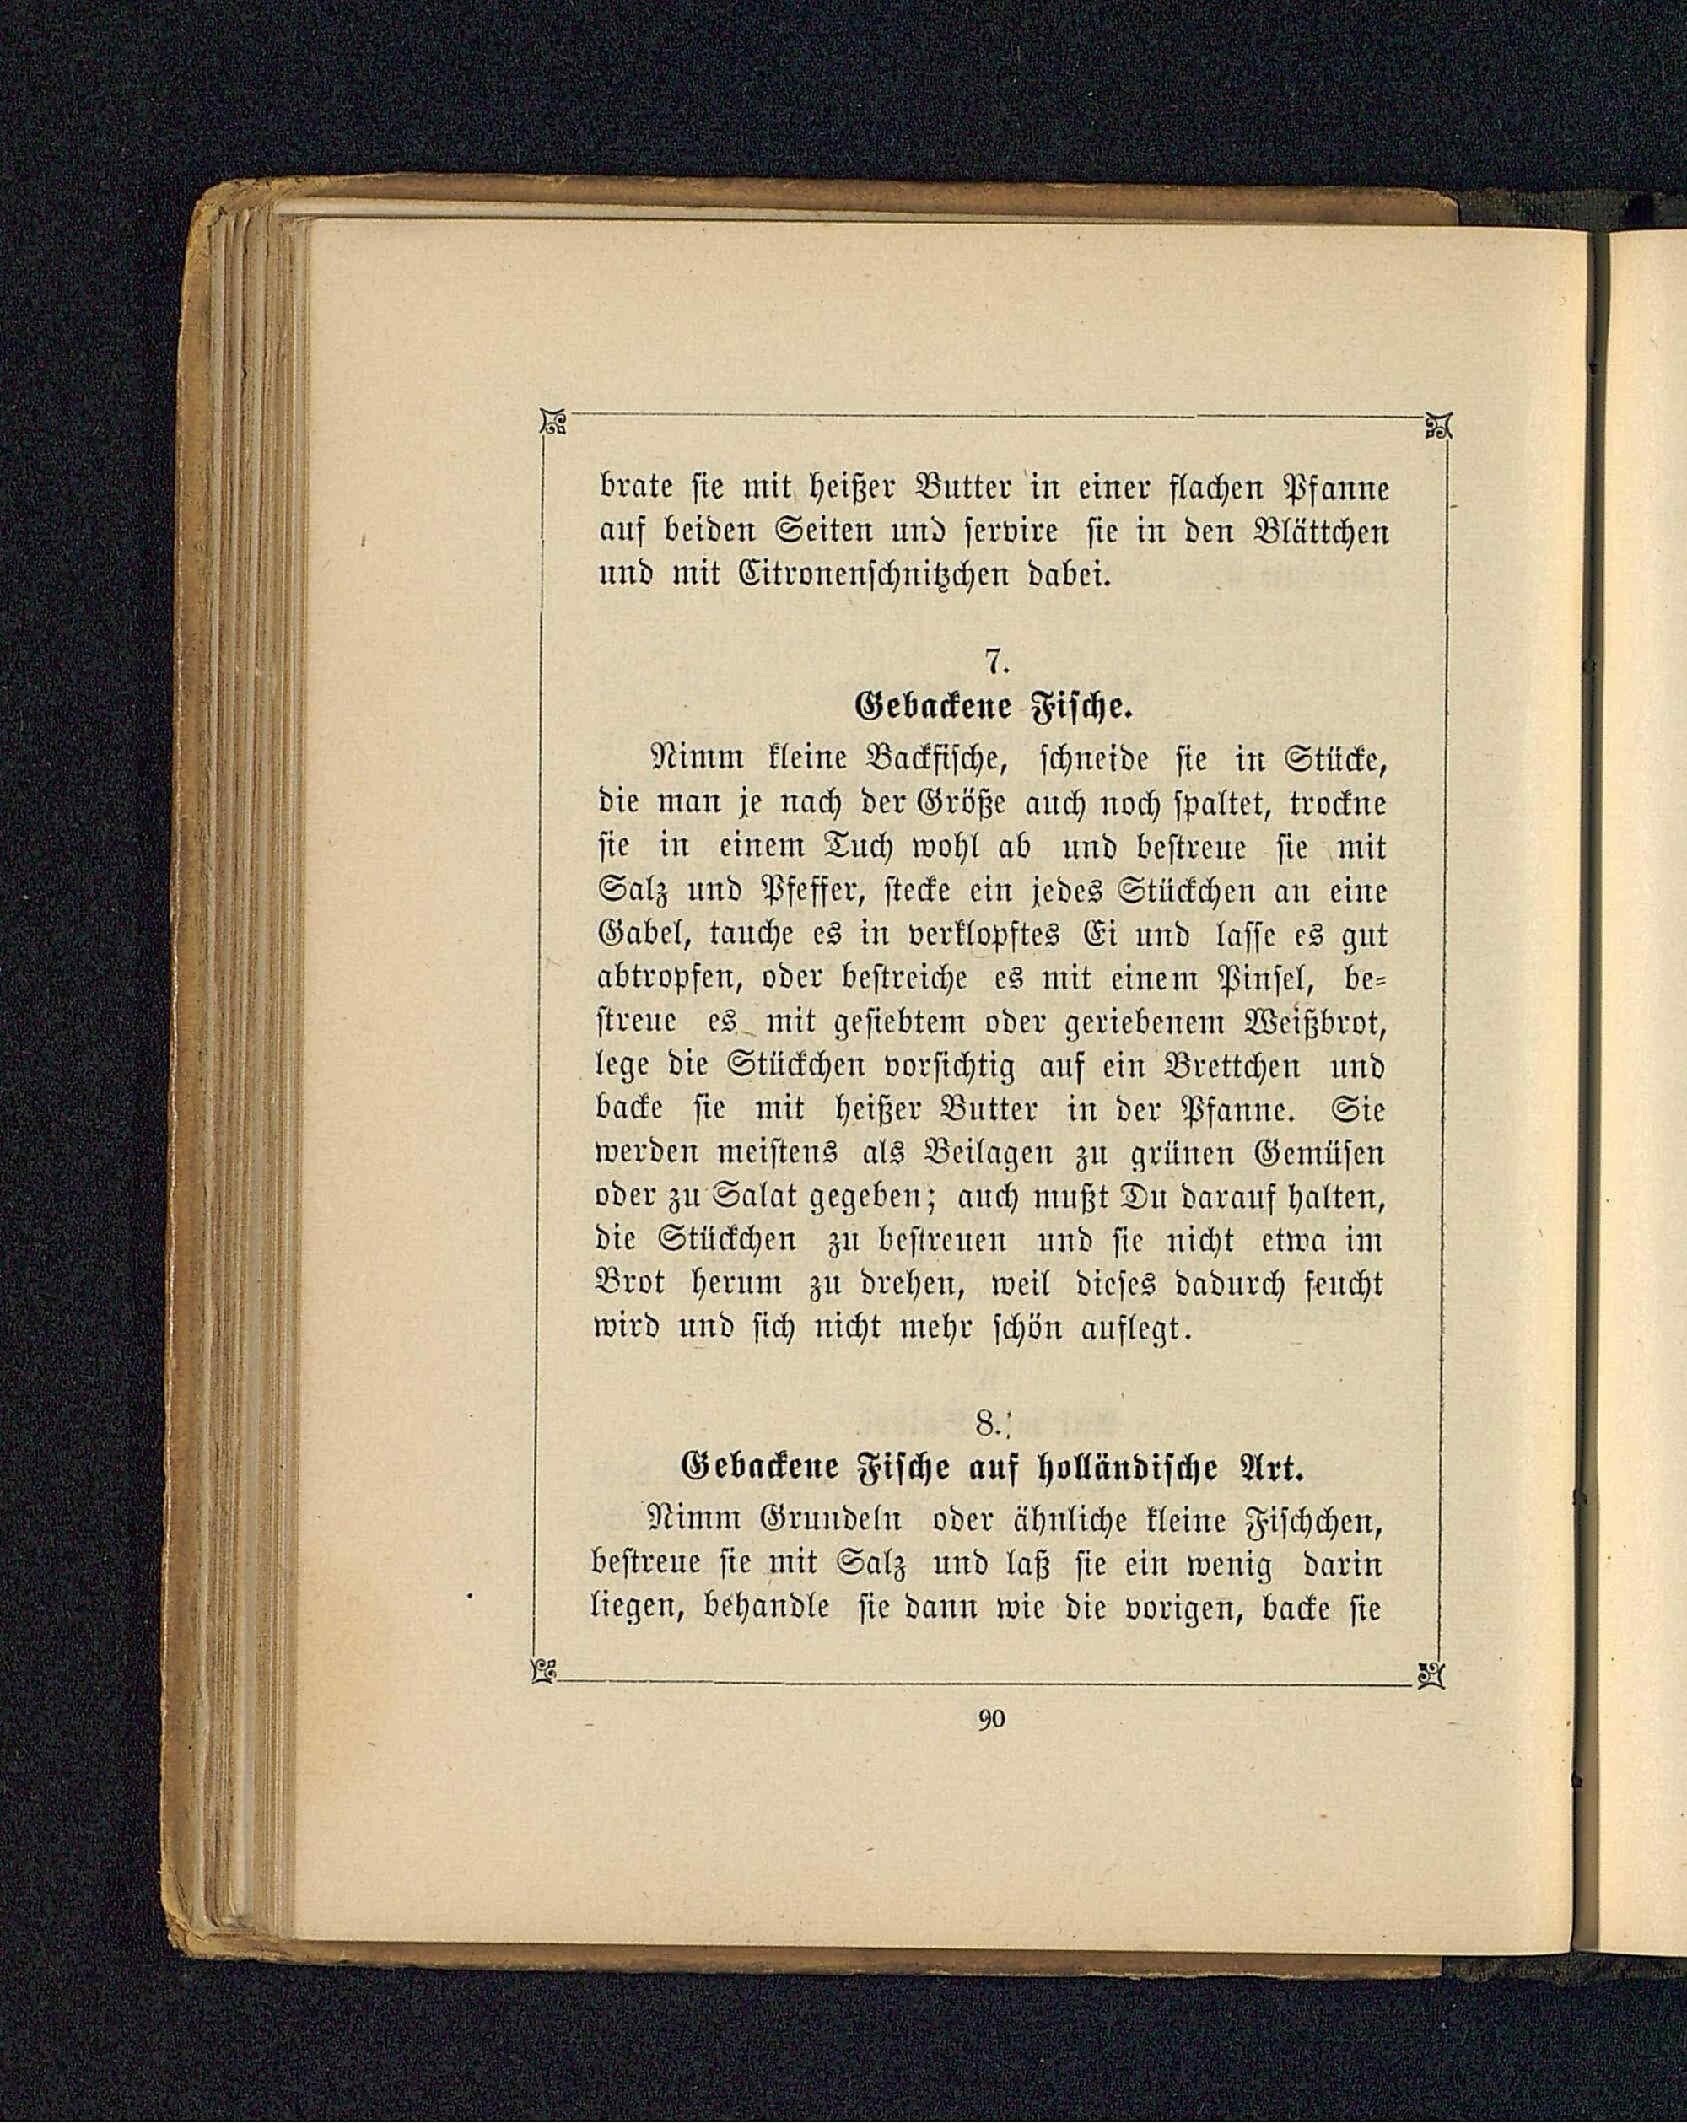 brate sie mit heißer Butter in einer flachen Pfanne
auf beiden Seiten und servire sie in den Blättchen
und mit Citronenschnitzchen dabei.
7.
Gebackene Fische.
Nimm kleine Backfische, schneide sie in Stücke,
die man je nach der Größe auch noch spaltet, trockne
sie in einem Tuch wohl ab und bestreue sie mit
Salz und Pfeffer, stecke ein jedes Stückchen an eine
Gabel, tauche es in verklopftes Ei und lasse es gut
abtropfen, oder bestreiche es mit einem Pinsel, be-
streue es mit gesiebtem oder geriebenem Weißbrot,
lege die Stückchen vorsichtig auf ein Brettchen und
backe sie mit heißer Butter in der Pfanne. Sie
werden meistens als Beilagen zu grünen Gemüsen
oder zu Salat gegeben; auch mußt Du darauf halten,
die Stückchen zu bestreuen und sie nicht etwa im
Brot herum zu drehen, weil dieses dadurch feucht
wird und sich nicht mehr schön auflegt.
8.
Gebackene Fische auf holländische Art.
Nimm Grundeln oder ähnliche kleine Fischchen,
bestreue sie mit Salz und laß sie ein wenig darin
liegen, behandle sie dann wie die vorigen, backe sie
90